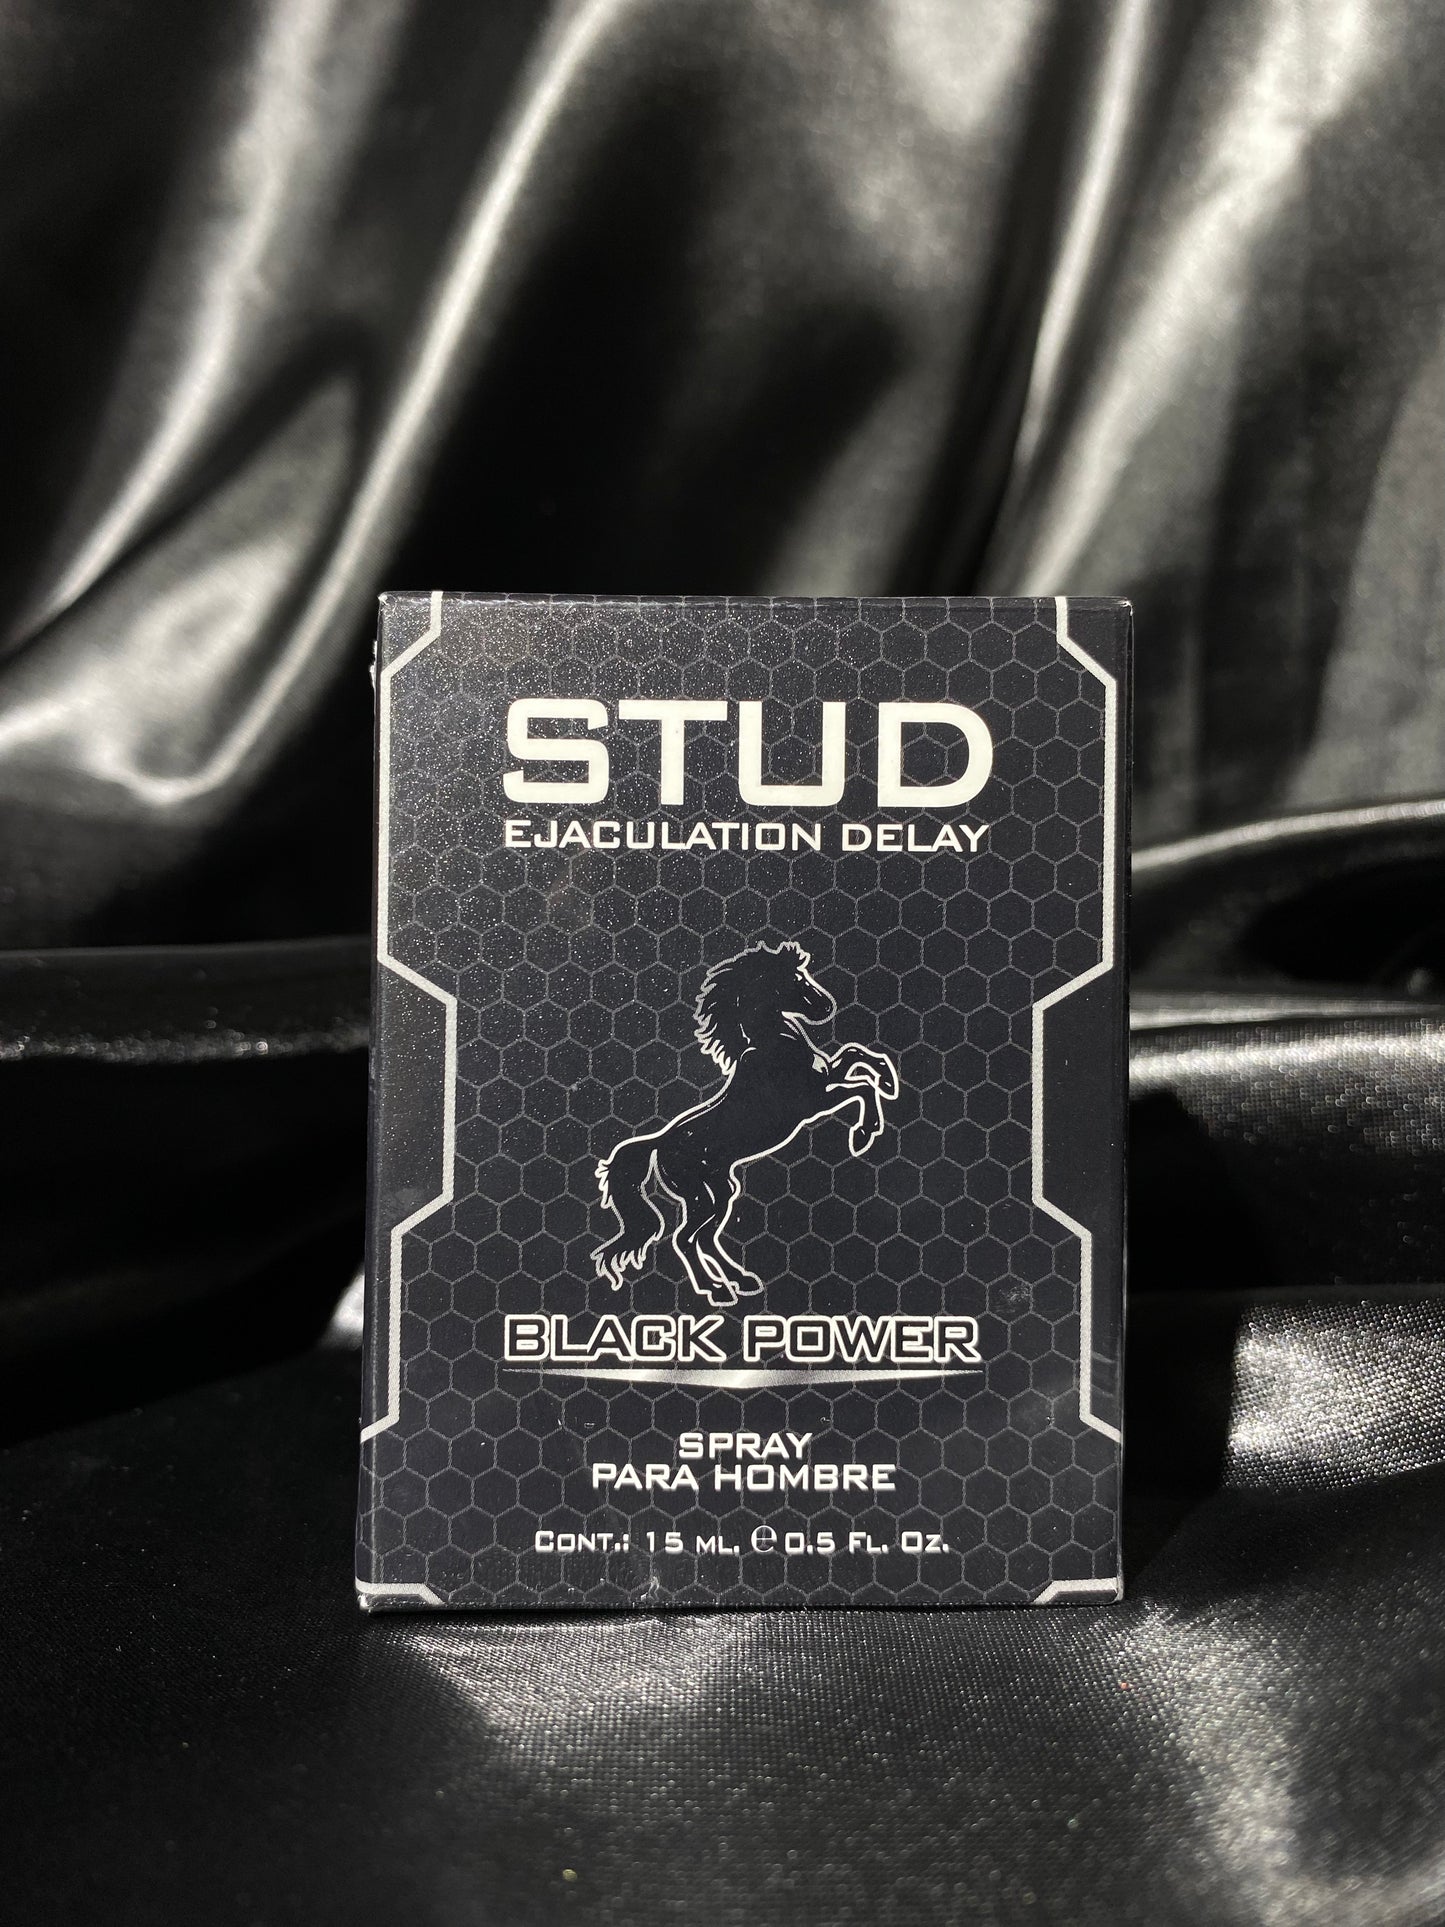 STUD
EJACULATION DELAY
BLACK POWER
SPRAY
PARA HOMBRE
CONT.: 15 ML. ℮ 0.5 FL. OZ.